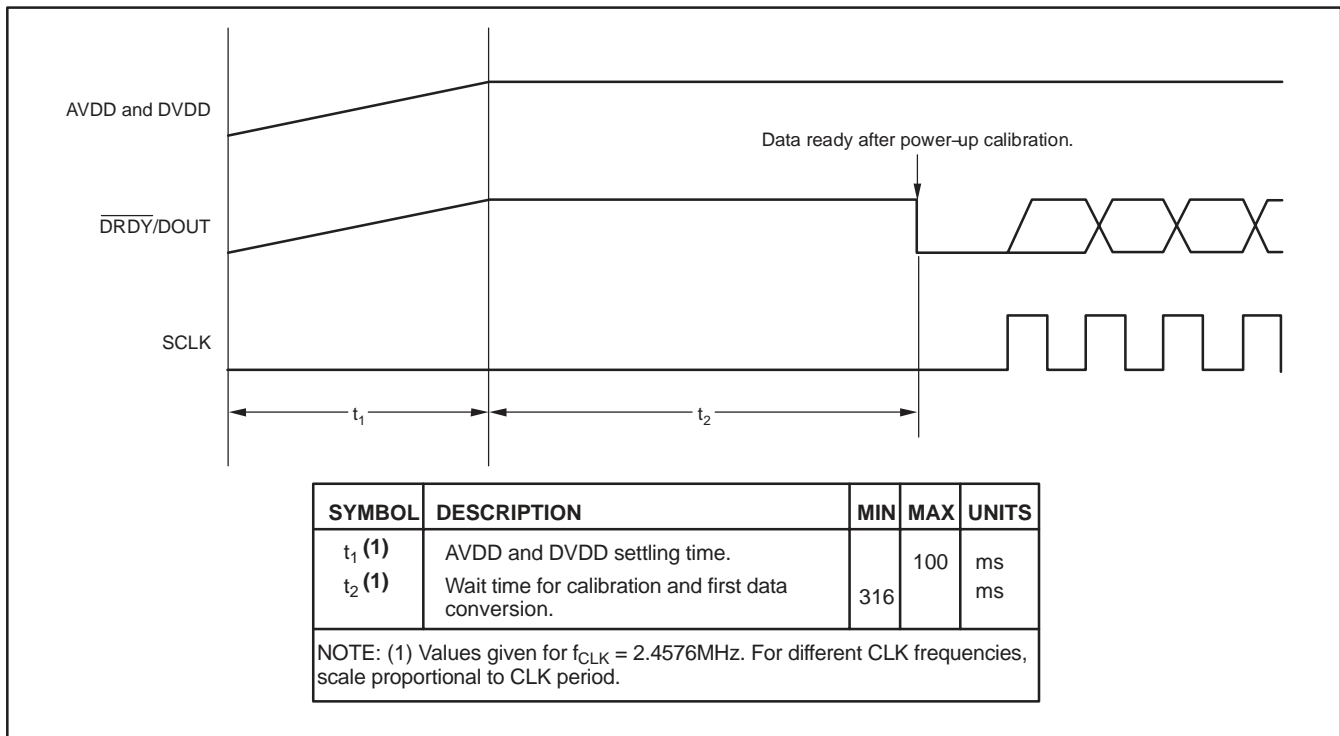 AVDD and DVDD
Data ready after power–up calibration.
DRDY/DOUT
SCLK
t1
t2
SYMBOL DESCRIPTION MIN MAX UNITS
t1 (1) AVDD and DVDD settling time. 100 ms
t2 (1) Wait time for calibration and first data conversion. 316 ms
NOTE: (1) Values given for fCLK = 2.4576MHz. For different CLK frequencies,
scale proportional to CLK period.